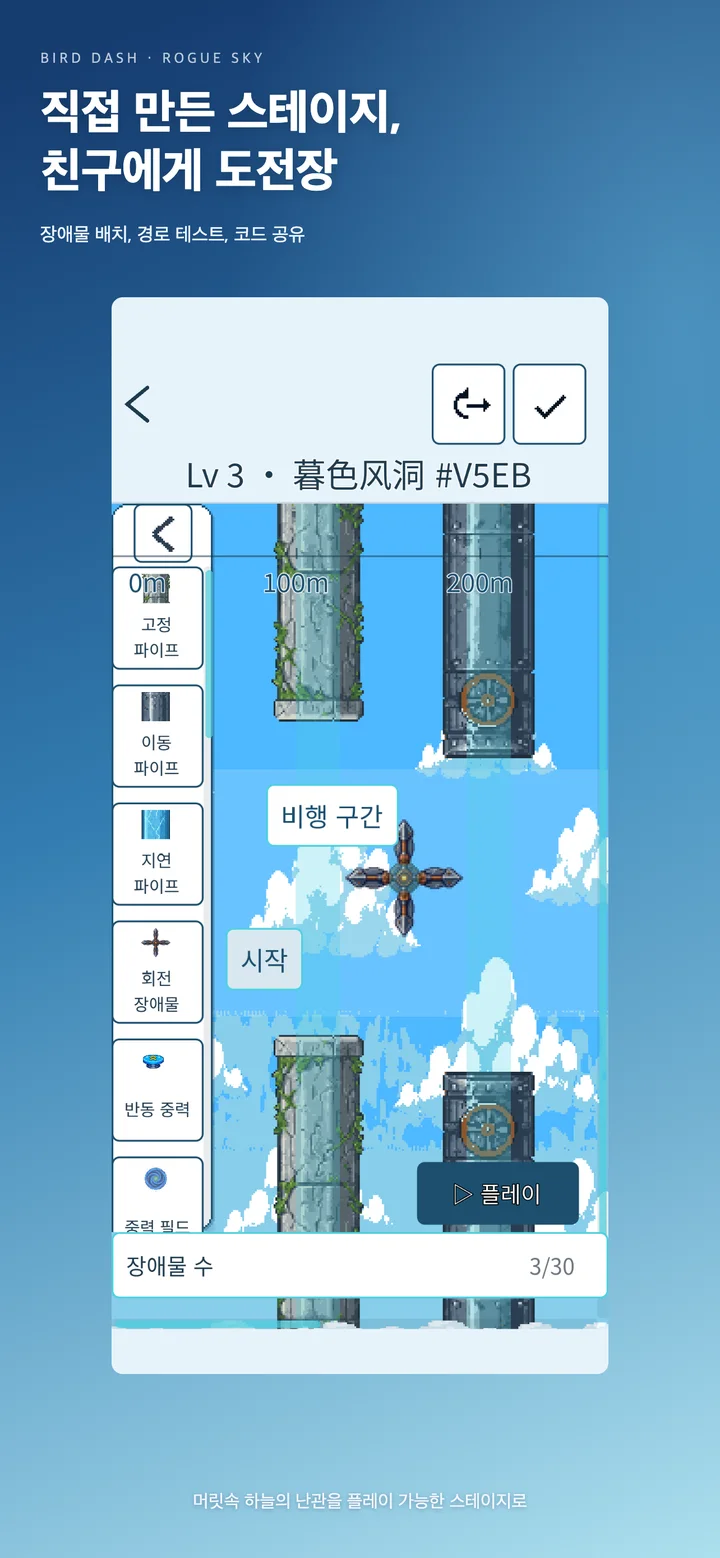 BIRD DASH · ROGUE SKY
직접 만든 스테이지,
친구에게 도전장
장애물 배치, 경로 테스트, 코드 공유
Lv 3 · 暮色风洞 #V5EB
0m
100m
200m
고정
파이프
이동
파이프
지연
파이프
회전
장애물
반동 중력
중력 필드
비행 구간
시작
▷ 플레이
장애물 수
3/30
머릿속 하늘의 난관을 플레이 가능한 스테이지로